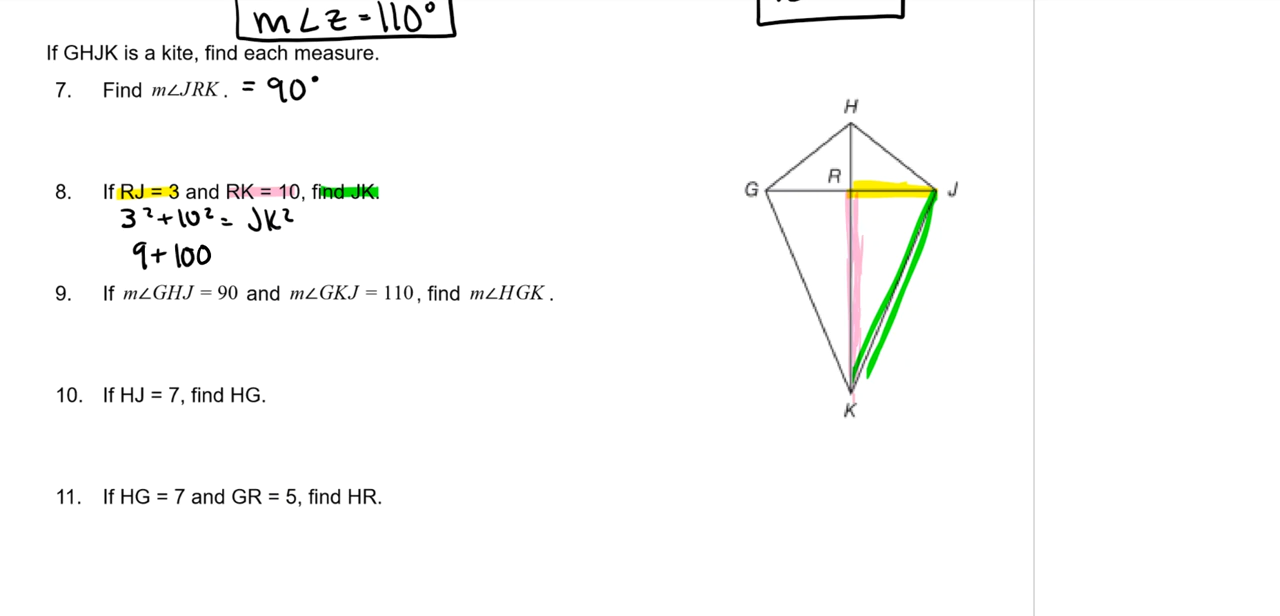 m∠Z = 110°
If GHJK is a kite, find each measure.
7. Find m∠JRK. = 90°
8. If RJ = 3 and RK = 10, find JK.
3² + 10² = JK²
9 + 100
9. If m∠GHJ = 90 and m∠GKJ = 110, find m∠HGK.
10. If HJ = 7, find HG.
11. If HG = 7 and GR = 5, find HR.
H
R
G
J
K